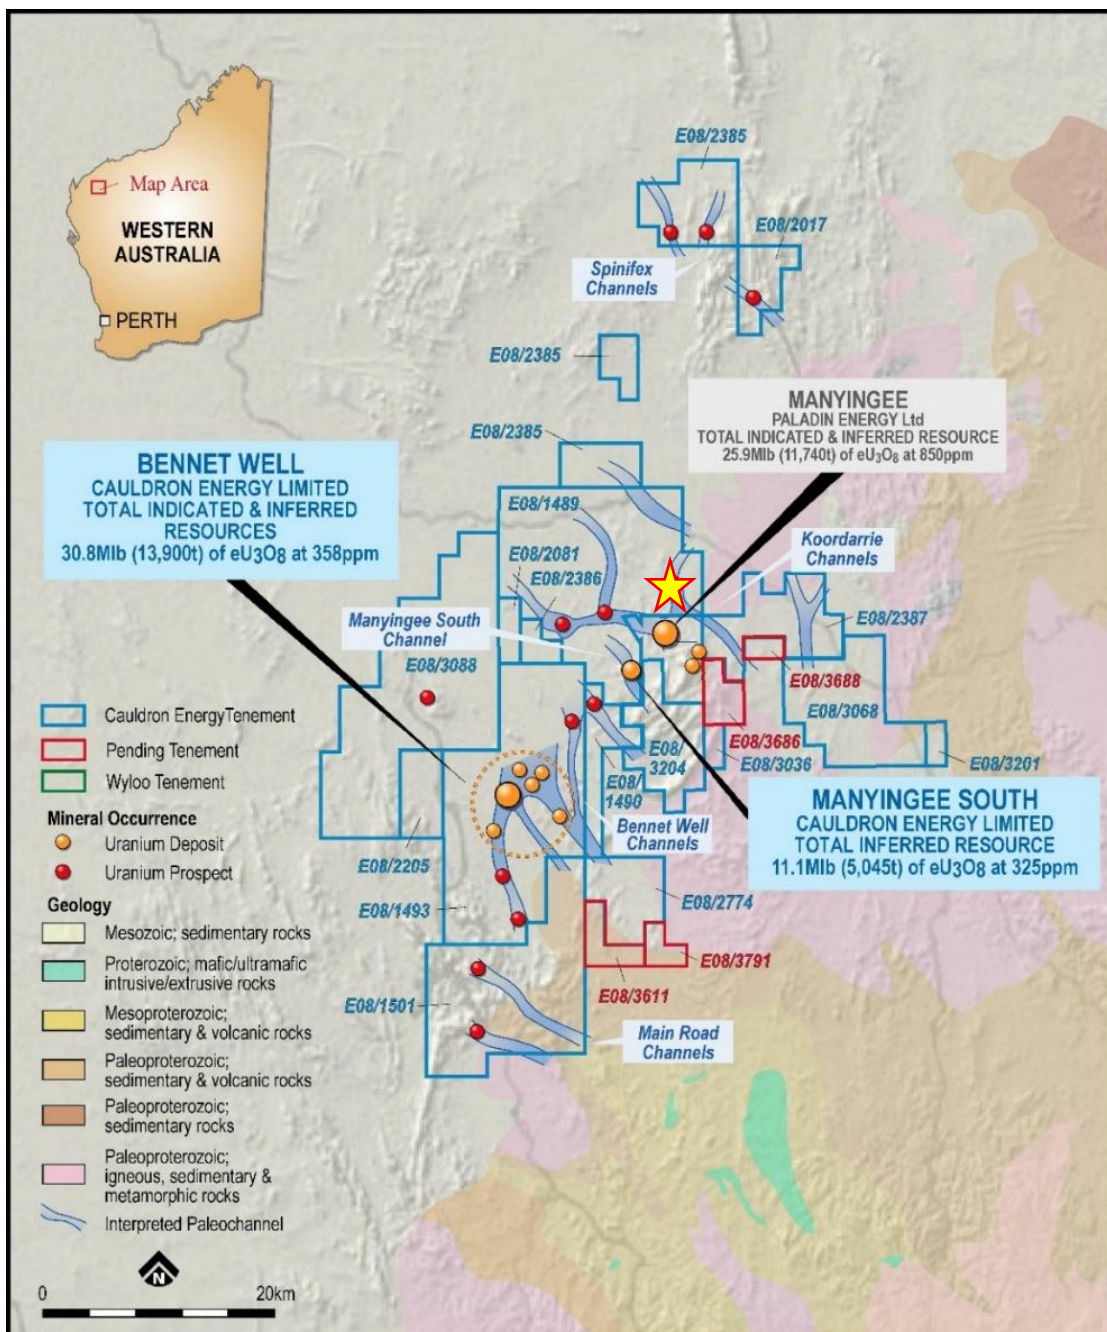 E08/2385
Map Area
WESTERN
AUSTRALIA
PERTH
E08/2017
Spinifex
Channels
E08/2385
MANYINGEE
PALADIN ENERGY Ltd
TOTAL INDICATED & INFERRED RESOURCE
25.9Mlb (11,740t) of eU₃O₈ at 850ppm
E08/2385
BENNET WELL
CAULDRON ENERGY LIMITED
TOTAL INDICATED & INFERRED
RESOURCES
30.8Mlb (13,900t) of eU₃O₈ at 358ppm
E08/1489
E08/2081
E08/2386
Koordarrie
Channels
Manyingee South
Channel
E08/2387
E08/3088
E08/3688
E08/3068
E08/3686
E08/3036
E08/
3204
E08/
1490
E08/3201
Bennet Well
Channels
MANYINGEE SOUTH
CAULDRON ENERGY LIMITED
TOTAL INFERRED RESOURCE
11.1Mlb (5,045t) of eU₃O₈ at 325ppm
E08/2205
E08/1493
E08/2774
E08/3791
E08/3611
E08/1501
Main Road
Channels
Cauldron EnergyTenement
Pending Tenement
Wyloo Tenement
Mineral Occurrence
Uranium Deposit
Uranium Prospect
Geology
Mesozoic; sedimentary rocks
Proterozoic; mafic/ultramafic
intrusive/extrusive rocks
Mesoproterozoic;
sedimentary & volcanic rocks
Paleoproterozoic;
sedimentary & volcanic rocks
Paleoproterozoic;
sedimentary rocks
Paleoproterozoic;
igneous, sedimentary &
metamorphic rocks
Interpreted Paleochannel
N
0 20km